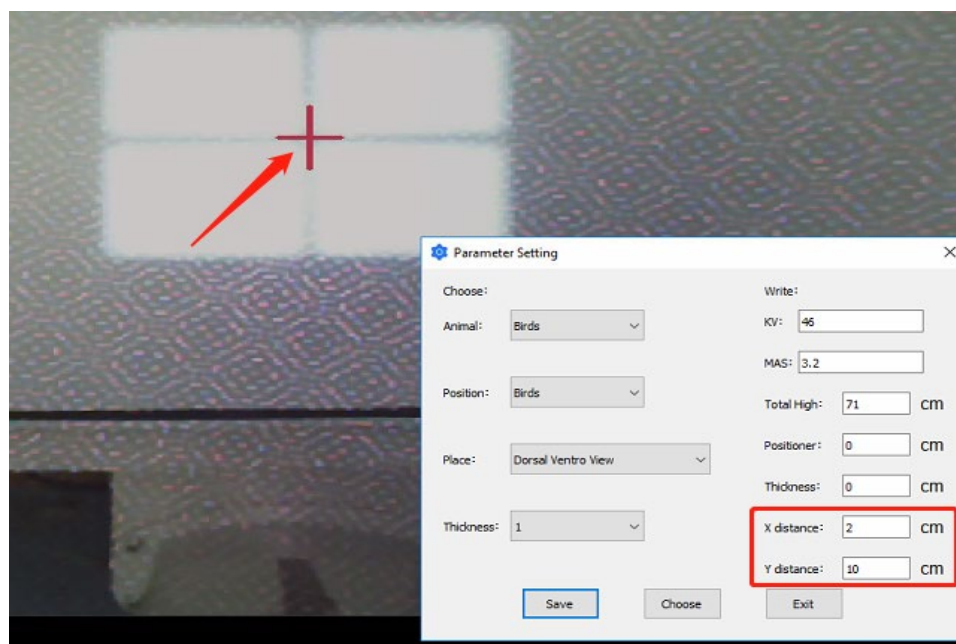 Parameter Setting
Choose:
Write:
Animal:
Birds
KV:
46
MAS:
3.2
Position:
Birds
Total High:
71
cm
Positioner:
0
cm
Place:
Dorsal Ventro View
Thickness:
0
cm
Thickness:
1
X distance:
2
cm
Y distance:
10
cm
Save
Choose
Exit